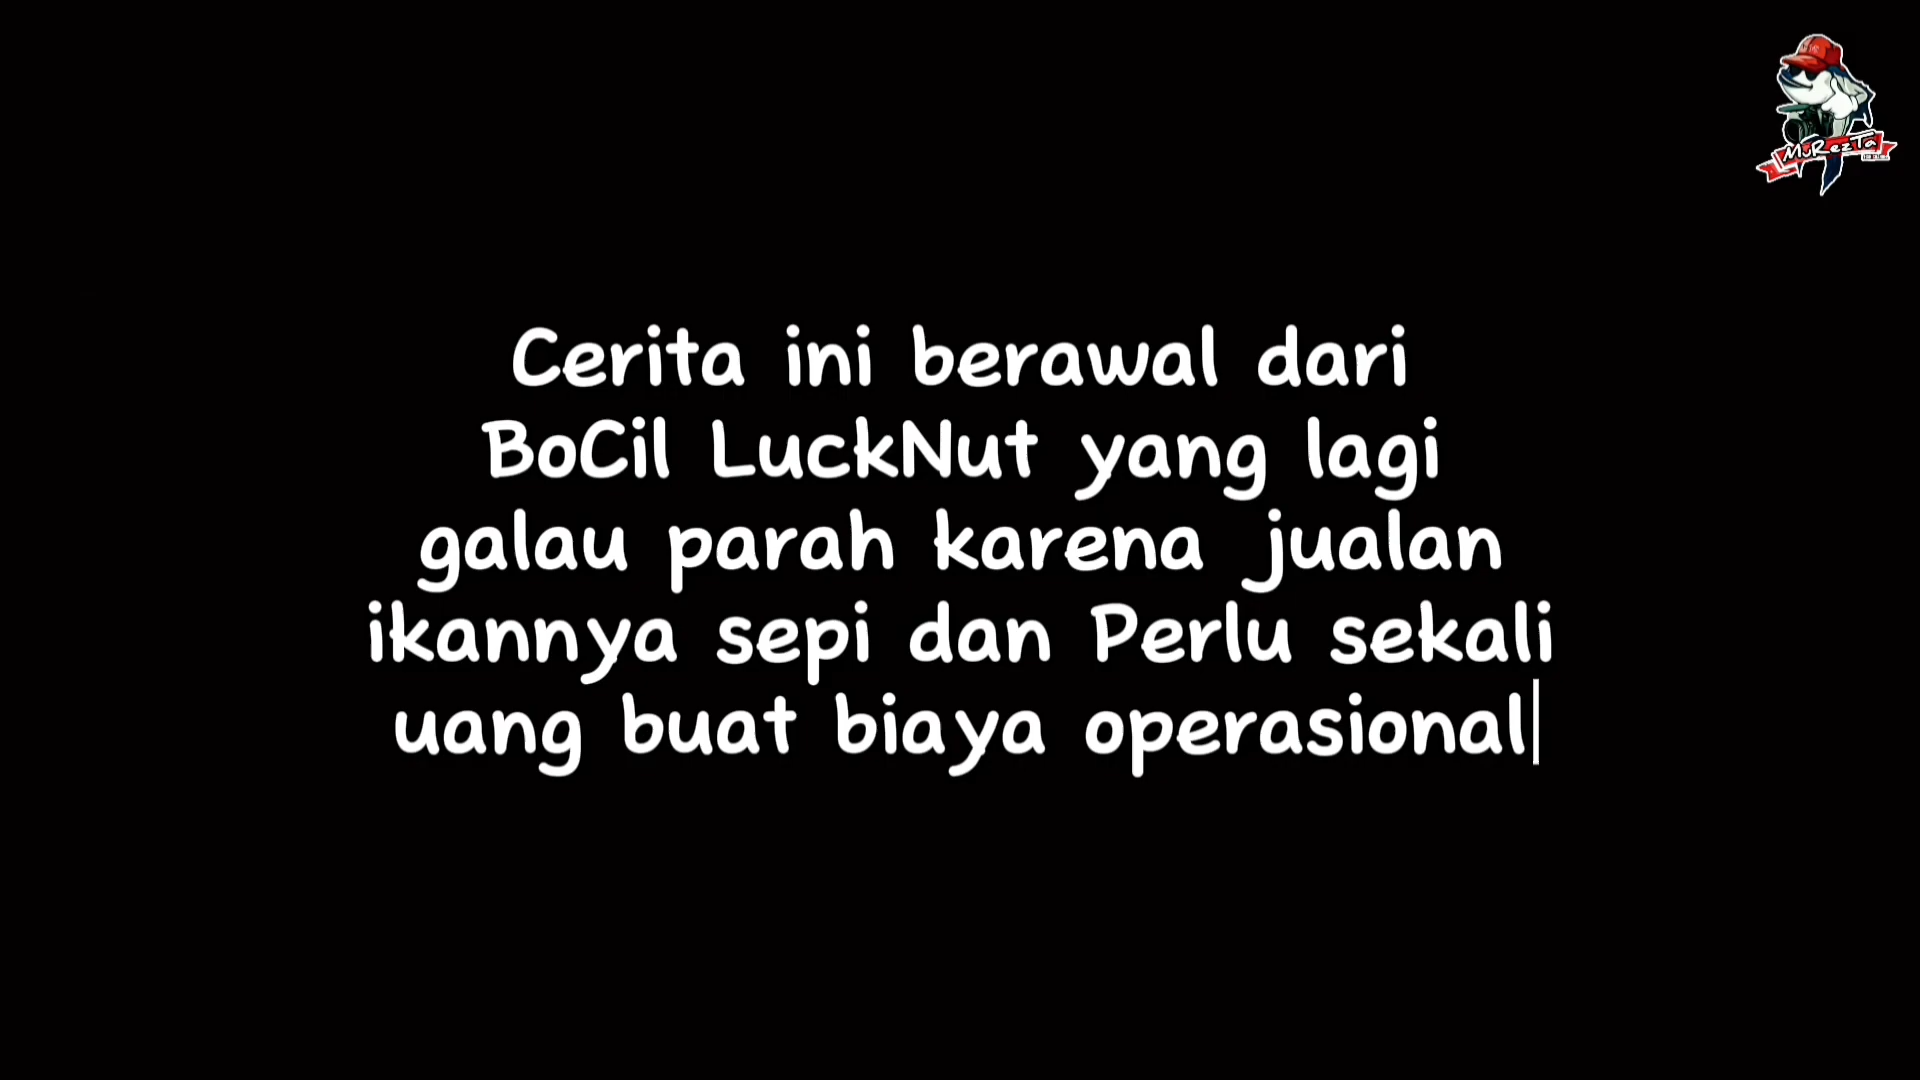 MuRezTa
Cerita ini berawal dari
BoCil LuckNut yang lagi
galau parah karena jualan
ikannya sepi dan Perlu sekali
uang buat biaya operasional